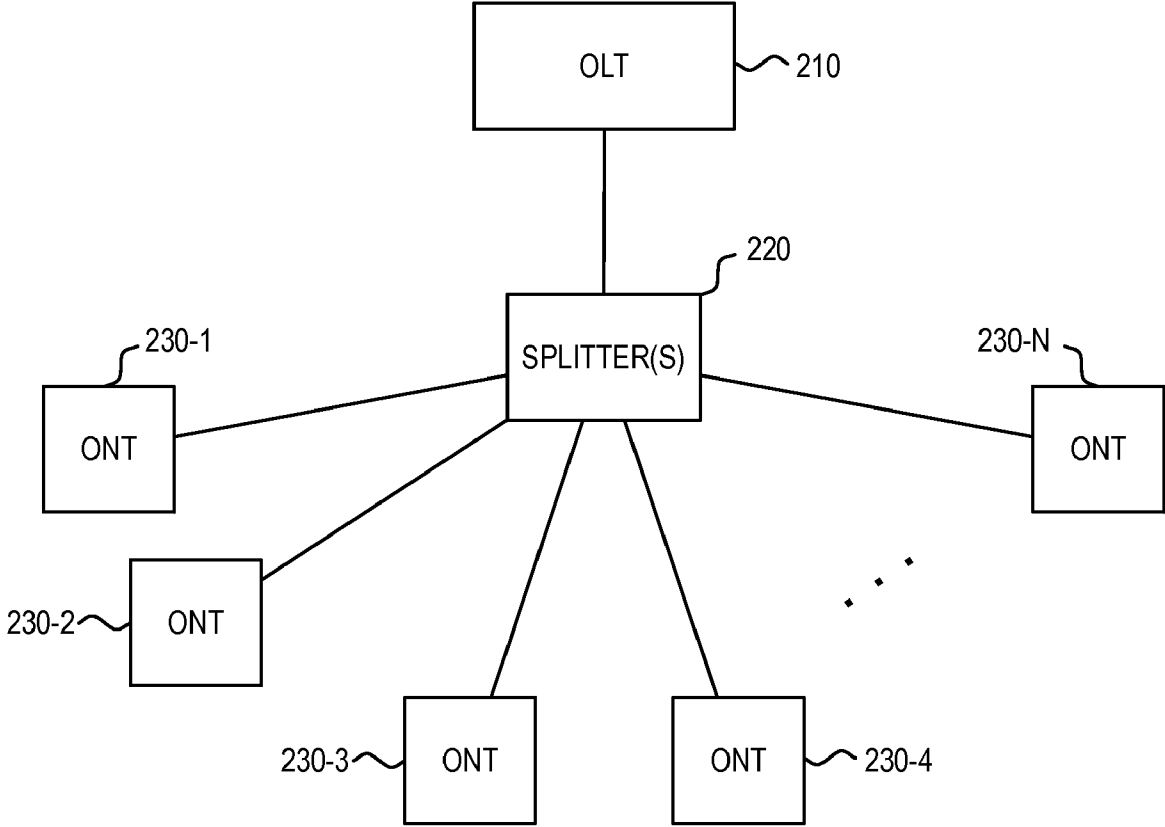 OLT
210
220
SPLITTER(S)
230-1
230-N
ONT
ONT
230-2
ONT
230-3
ONT
ONT
230-4